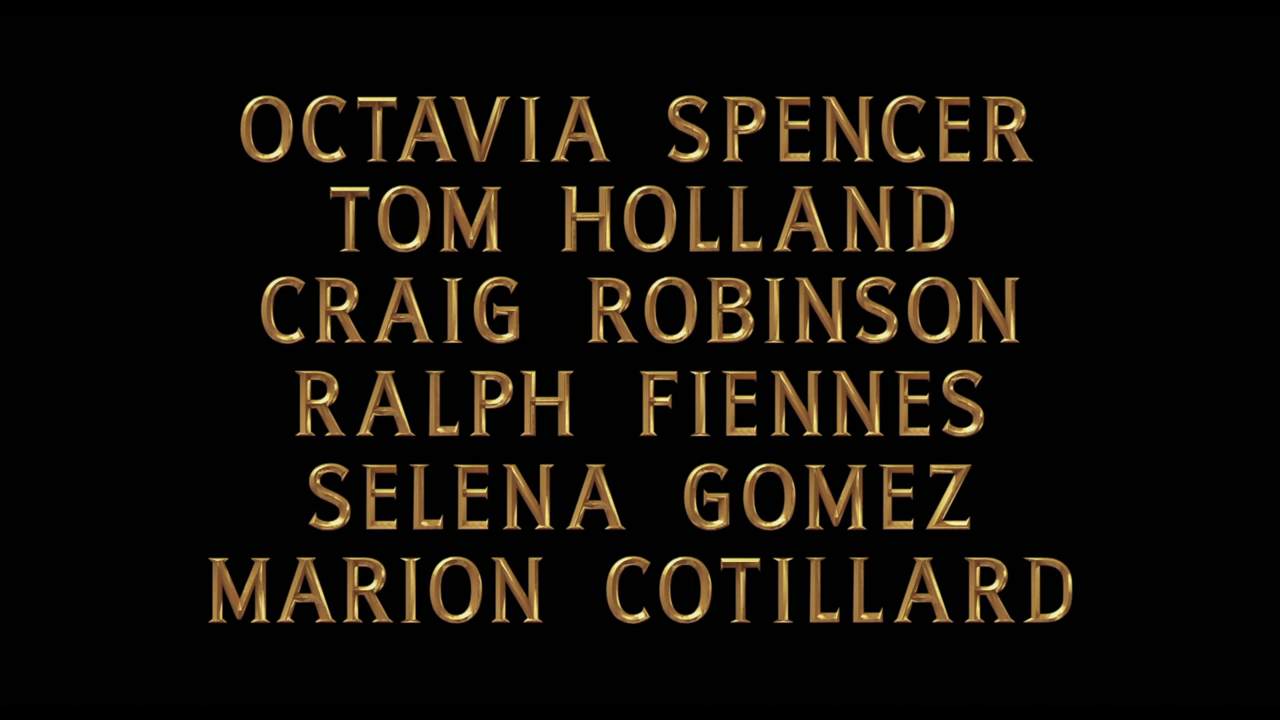 OCTAVIA SPENCER
TOM HOLLAND
CRAIG ROBINSON
RALPH FIENNES
SELENA GOMEZ
MARION COTILLARD